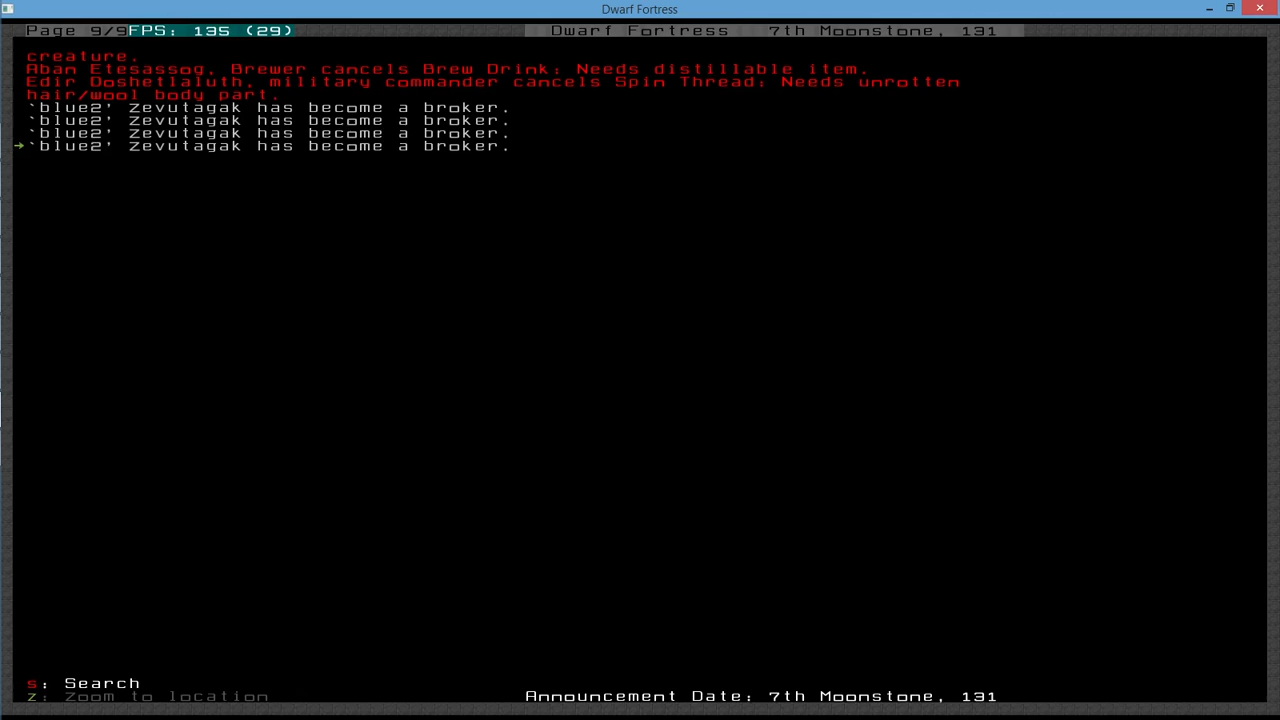 Dwarf Fortress
Page 9/9 FPS: 135 (29) Dwarf Fortress 7th Moonstone, 131
creature.
Abam Etesassog, Brewer cancels Brew Drink: Needs distillable item.
Edir Doshetlaluth, military commander cancels Spin Thread: Needs unrotten
hair/wool body part.
`blue2' Zevutagak has become a broker.
`blue2' Zevutagak has become a broker.
`blue2' Zevutagak has become a broker.
→`blue2' Zevutagak has become a broker.
s: Search
z: Zoom to location Announcement Date: 7th Moonstone, 131